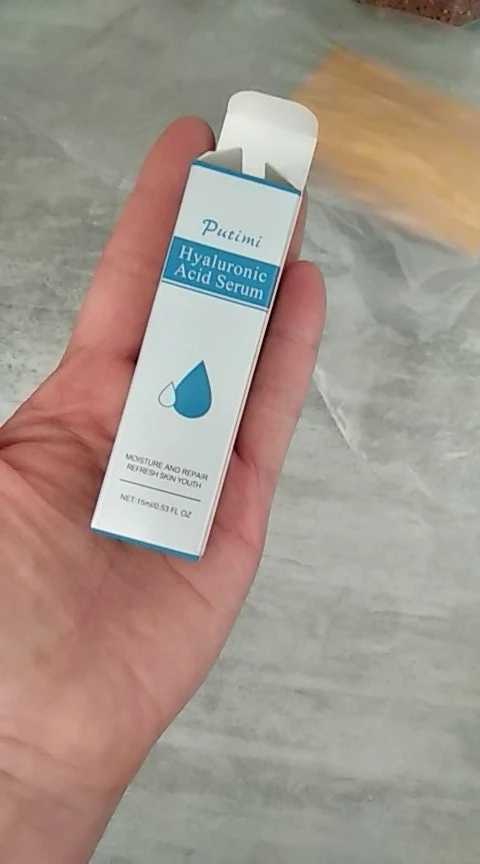 Putimi
Hyaluronic
Acid Serum
MOISTURE AND REPAIR
REFRESH SKIN YOUTH
NET:15ml/0.53 FL OZ